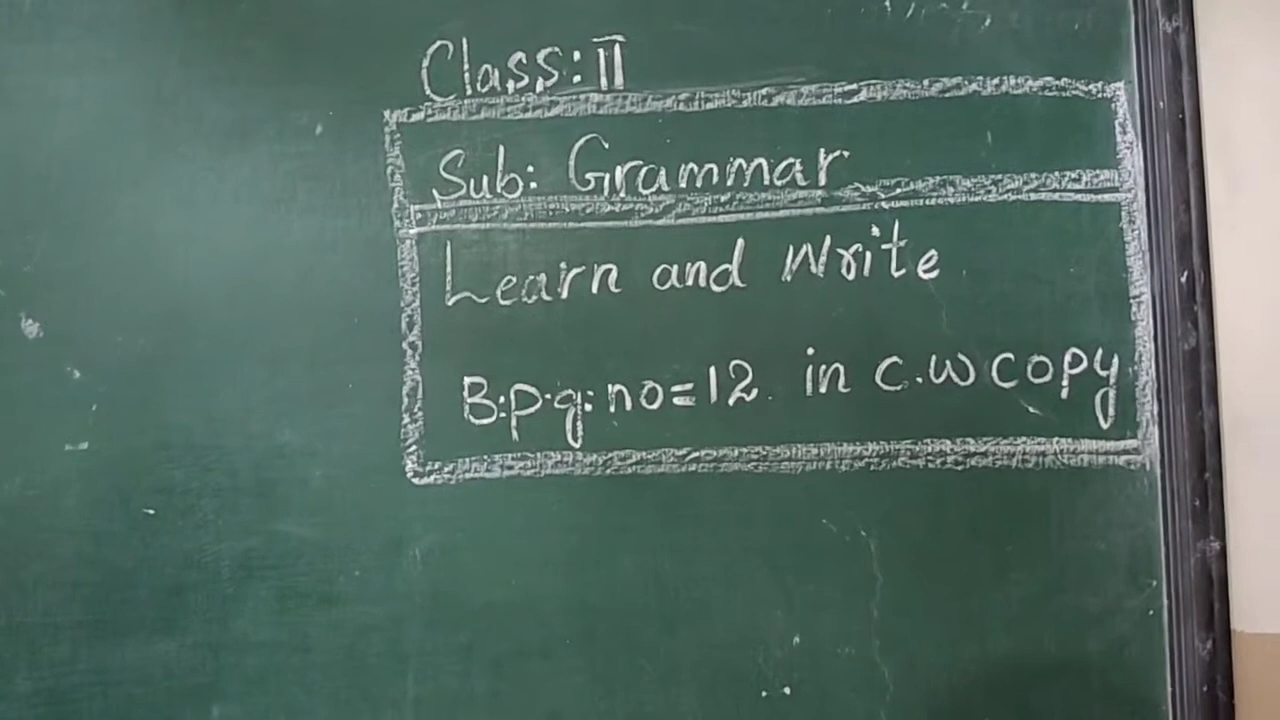 Class: II
Sub: Grammar
Learn and Write
B.p.g: no=12. in c.w copy